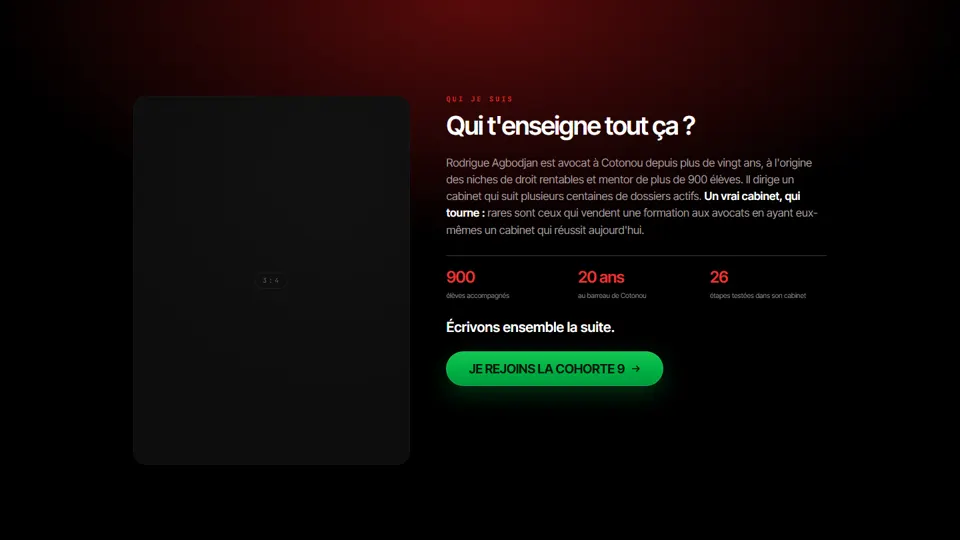 QUI JE SUIS
Qui t'enseigne tout ça ?
Rodrigue Agbodjan est avocat à Cotonou depuis plus de vingt ans, à l'origine
des niches de droit rentables et mentor de plus de 900 élèves. Il dirige un
cabinet qui suit plusieurs centaines de dossiers actifs. Un vrai cabinet, qui
tourne : rares sont ceux qui vendent une formation aux avocats en ayant eux-
mêmes un cabinet qui réussit aujourd'hui.
3:4
900
20 ans
26
élèves accompagnés
au barreau de Cotonou
étapes testées dans son cabinet
Écrivons ensemble la suite.
JE REJOINS LA COHORTE 9 →